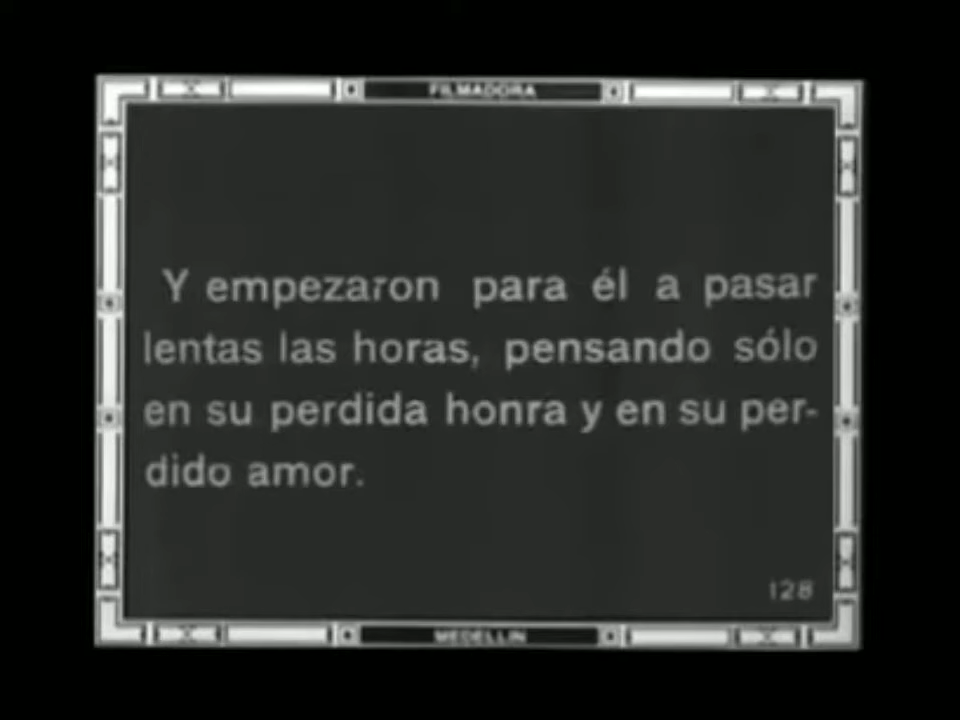 FILMADORA
Y empezaron para él a pasar
lentas las horas, pensando sólo
en su perdida honra y en su per-
dido amor.
128
MEDELLIN